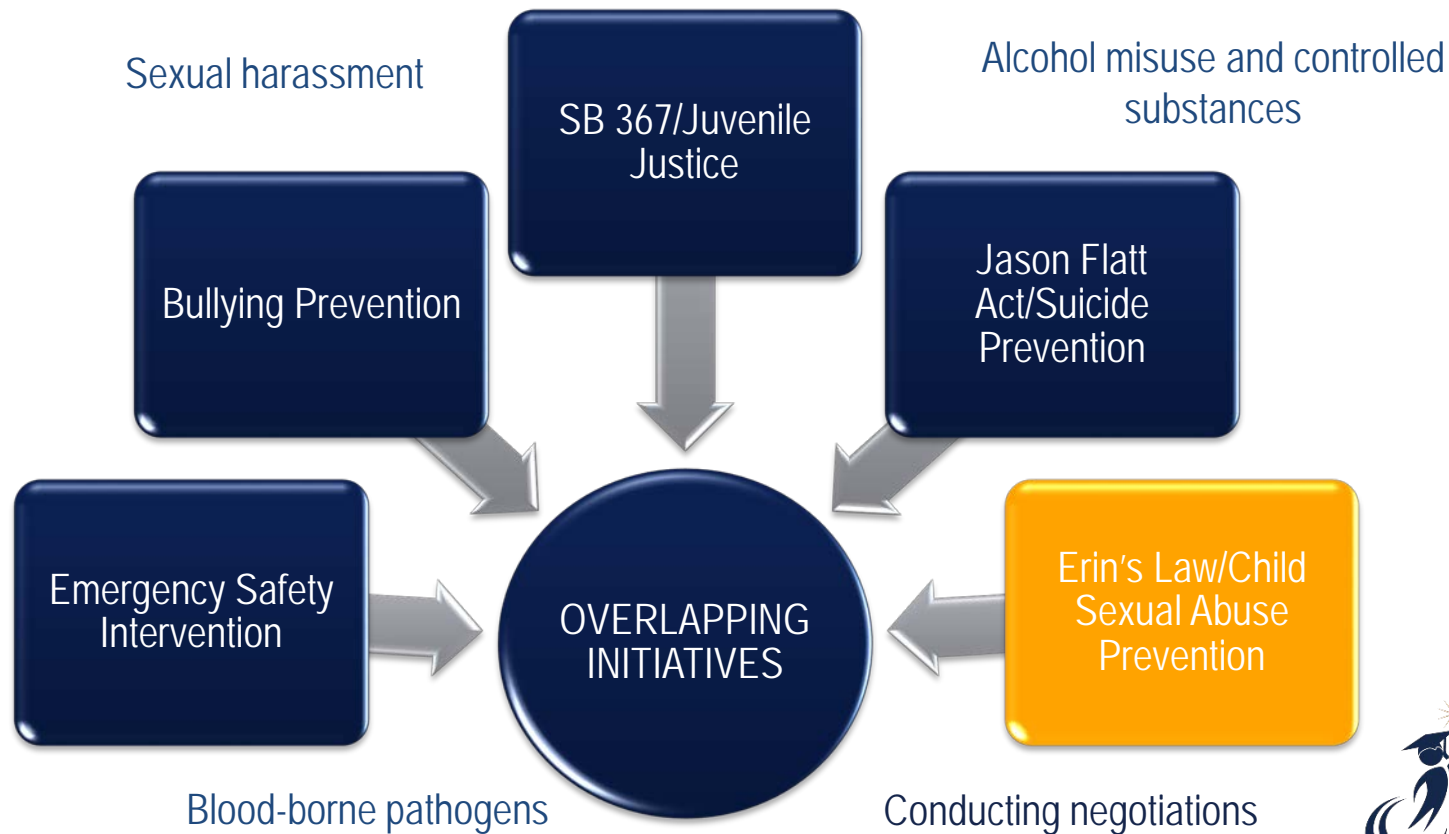 Sexual harassment
Alcohol misuse and controlled
substances
SB 367/Juvenile
Justice
Bullying Prevention
Jason Flatt
Act/Suicide
Prevention
Emergency Safety
Intervention
OVERLAPPING
INITIATIVES
Erin’s Law/Child
Sexual Abuse
Prevention
Blood-borne pathogens
Conducting negotiations